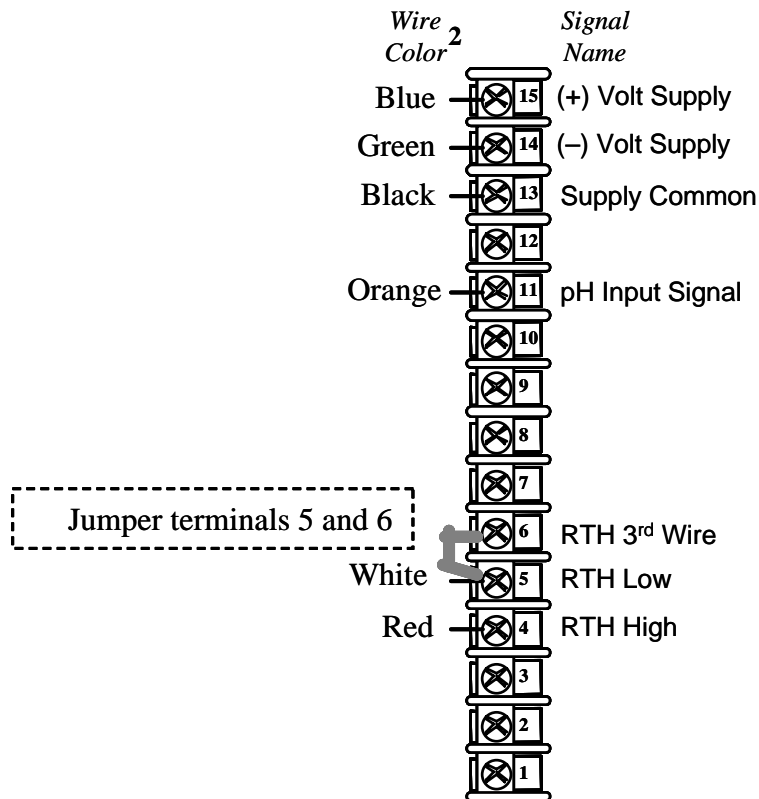 Wire Signal
Color 2 Name
Blue 15 (+) Volt Supply
Green 14 (–) Volt Supply
Black 13 Supply Common
12
Orange 11 pH Input Signal
10
9
8
7
Jumper terminals 5 and 6 6 RTH 3rd Wire
White 5 RTH Low
Red 4 RTH High
3
2
1